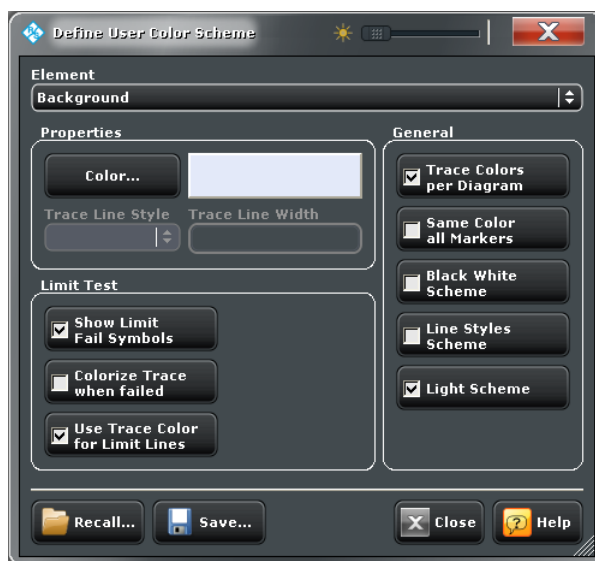 Define User Color Scheme
Element
Background
Properties
Color...
Trace Line Style Trace Line Width
Limit Test
Show Limit
Fail Symbols
Colorize Trace
when failed
Use Trace Color
for Limit Lines
General
Trace Colors
per Diagram
Same Color
all Markers
Black White
Scheme
Line Styles
Scheme
Light Scheme
Recall... Save... Close Help